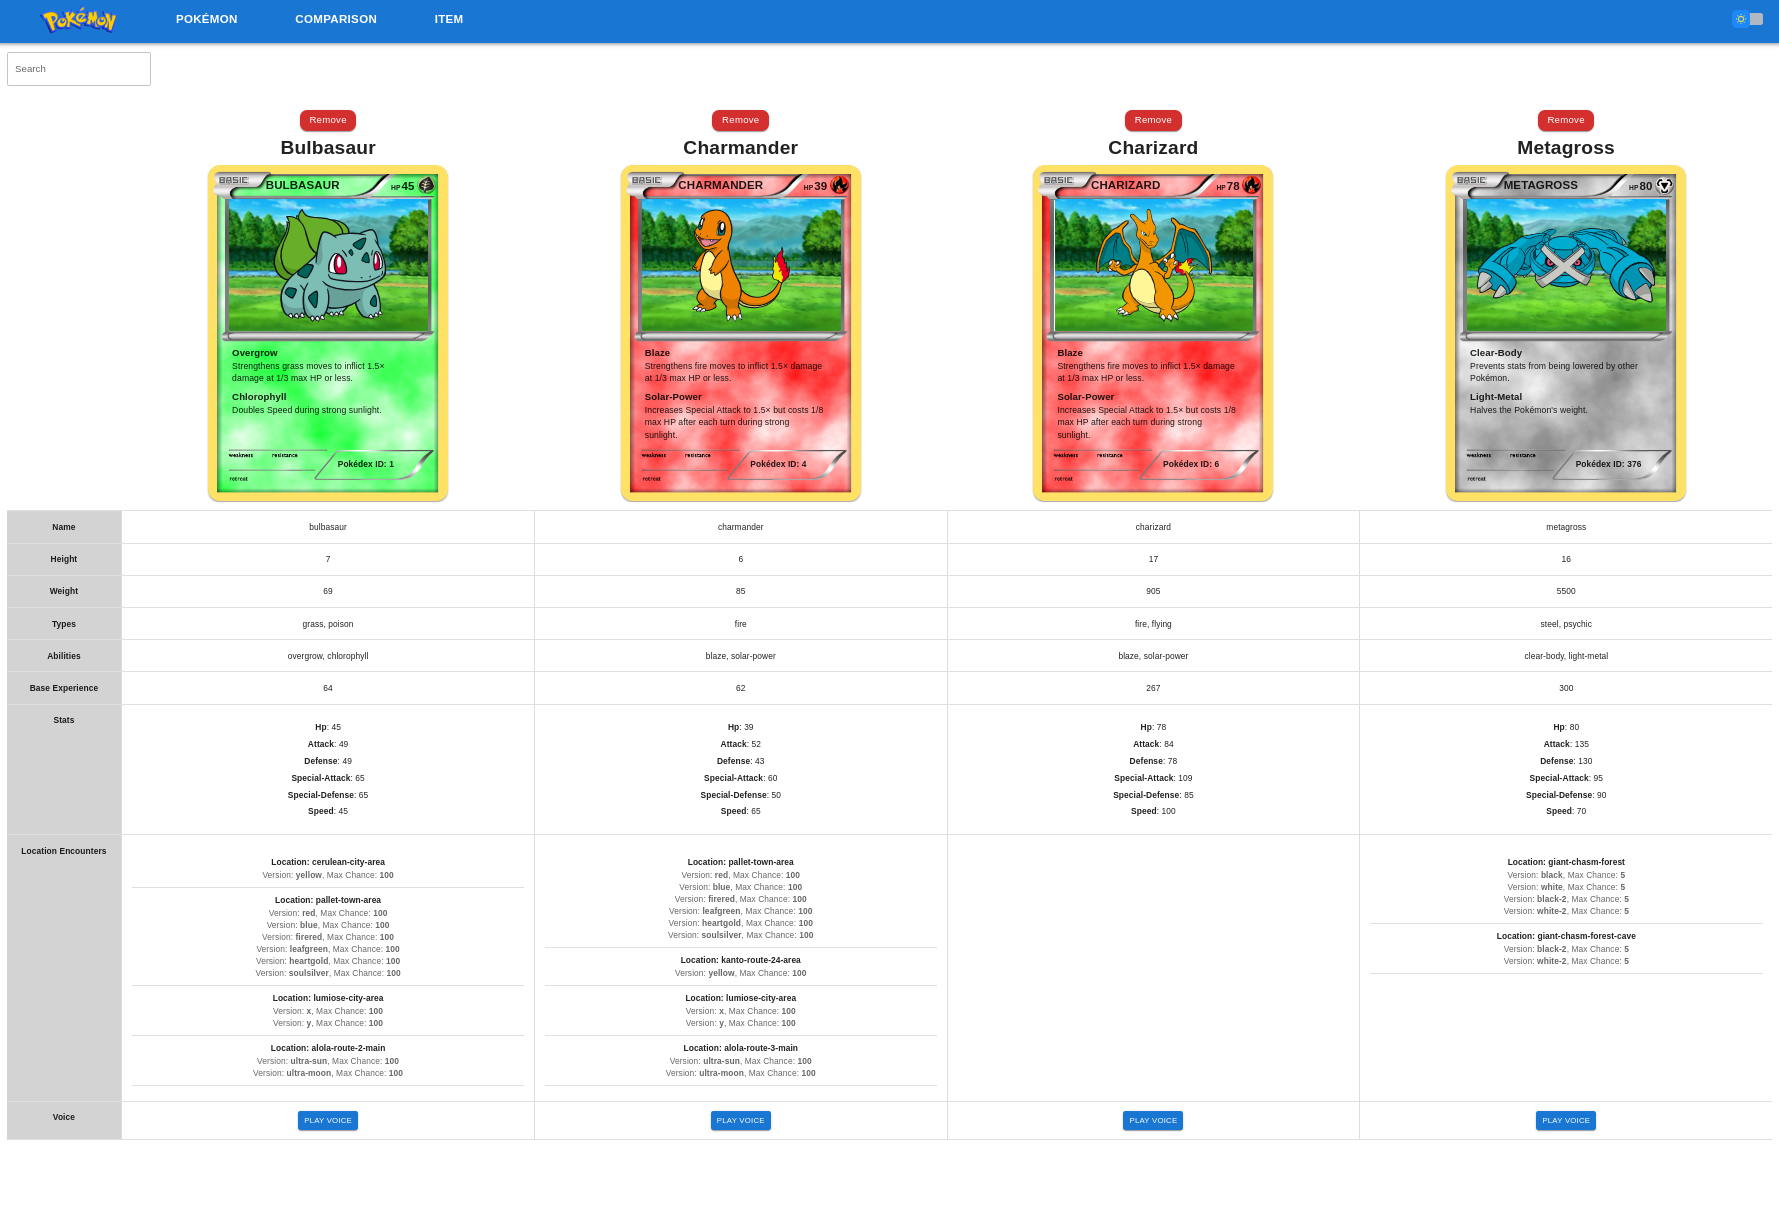 Pokémon
POKÉMON COMPARISON ITEM
Search
Remove Remove Remove Remove
Bulbasaur Charmander Charizard Metagross
BASIC BULBASAUR HP 45
BASIC CHARMANDER HP 39
BASIC CHARIZARD HP 78
BASIC METAGROSS HP 80
Overgrow
Strengthens grass moves to inflict 1.5×
damage at 1/3 max HP or less.
Chlorophyll
Doubles Speed during strong sunlight.
weakness resistance
Pokédex ID: 1
retreat
Blaze
Strengthens fire moves to inflict 1.5× damage
at 1/3 max HP or less.
Solar-Power
Increases Special Attack to 1.5× but costs 1/8
max HP after each turn during strong
sunlight.
weakness resistance
Pokédex ID: 4
retreat
Blaze
Strengthens fire moves to inflict 1.5× damage
at 1/3 max HP or less.
Solar-Power
Increases Special Attack to 1.5× but costs 1/8
max HP after each turn during strong
sunlight.
weakness resistance
Pokédex ID: 6
retreat
Clear-Body
Prevents stats from being lowered by other
Pokémon.
Light-Metal
Halves the Pokémon's weight.
weakness resistance
Pokédex ID: 376
retreat
Name bulbasaur charmander charizard metagross
Height 7 6 17 16
Weight 69 85 905 5500
Types grass, poison fire fire, flying steel, psychic
Abilities overgrow, chlorophyll blaze, solar-power blaze, solar-power clear-body, light-metal
Base Experience 64 62 267 300
Stats
Hp: 45 Hp: 39 Hp: 78 Hp: 80
Attack: 49 Attack: 52 Attack: 84 Attack: 135
Defense: 49 Defense: 43 Defense: 78 Defense: 130
Special-Attack: 65 Special-Attack: 60 Special-Attack: 109 Special-Attack: 95
Special-Defense: 65 Special-Defense: 50 Special-Defense: 85 Special-Defense: 90
Speed: 45 Speed: 65 Speed: 100 Speed: 70
Location Encounters
Location: cerulean-city-area
Version: yellow, Max Chance: 100
Location: pallet-town-area
Version: red, Max Chance: 100
Version: blue, Max Chance: 100
Version: firered, Max Chance: 100
Version: leafgreen, Max Chance: 100
Version: heartgold, Max Chance: 100
Version: soulsilver, Max Chance: 100
Location: lumiose-city-area
Version: x, Max Chance: 100
Version: y, Max Chance: 100
Location: alola-route-2-main
Version: ultra-sun, Max Chance: 100
Version: ultra-moon, Max Chance: 100
Location: pallet-town-area
Version: red, Max Chance: 100
Version: blue, Max Chance: 100
Version: firered, Max Chance: 100
Version: leafgreen, Max Chance: 100
Version: heartgold, Max Chance: 100
Version: soulsilver, Max Chance: 100
Location: kanto-route-24-area
Version: yellow, Max Chance: 100
Location: lumiose-city-area
Version: x, Max Chance: 100
Version: y, Max Chance: 100
Location: alola-route-3-main
Version: ultra-sun, Max Chance: 100
Version: ultra-moon, Max Chance: 100
Location: giant-chasm-forest
Version: black, Max Chance: 5
Version: white, Max Chance: 5
Version: black-2, Max Chance: 5
Version: white-2, Max Chance: 5
Location: giant-chasm-forest-cave
Version: black-2, Max Chance: 5
Version: white-2, Max Chance: 5
Voice PLAY VOICE PLAY VOICE PLAY VOICE PLAY VOICE